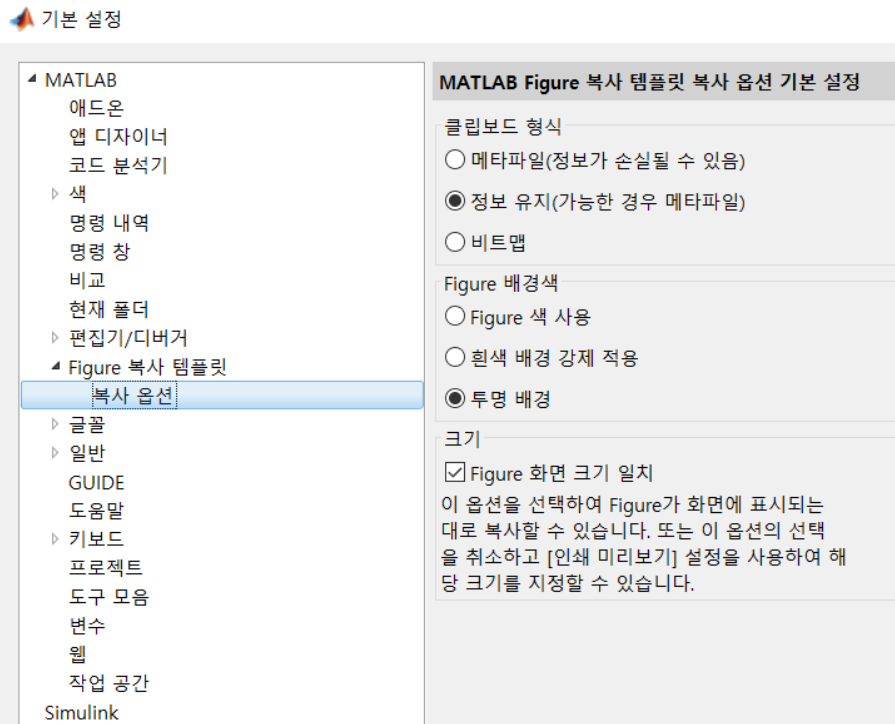 기본 설정
MATLAB
애드온
앱 디자이너
코드 분석기
색
명령 내역
명령 창
비교
현재 폴더
편집기/디버거
Figure 복사 템플릿
복사 옵션
글꼴
일반
GUIDE
도움말
키보드
프로젝트
도구 모음
변수
웹
작업 공간
Simulink
MATLAB Figure 복사 템플릿 복사 옵션 기본 설정
클립보드 형식
메타파일(정보가 손실될 수 있음)
정보 유지(가능한 경우 메타파일)
비트맵
Figure 배경색
Figure 색 사용
흰색 배경 강제 적용
투명 배경
크기
Figure 화면 크기 일치
이 옵션을 선택하여 Figure가 화면에 표시되는
대로 복사할 수 있습니다. 또는 이 옵션의 선택
을 취소하고 [인쇄 미리보기] 설정을 사용하여 해
당 크기를 지정할 수 있습니다.